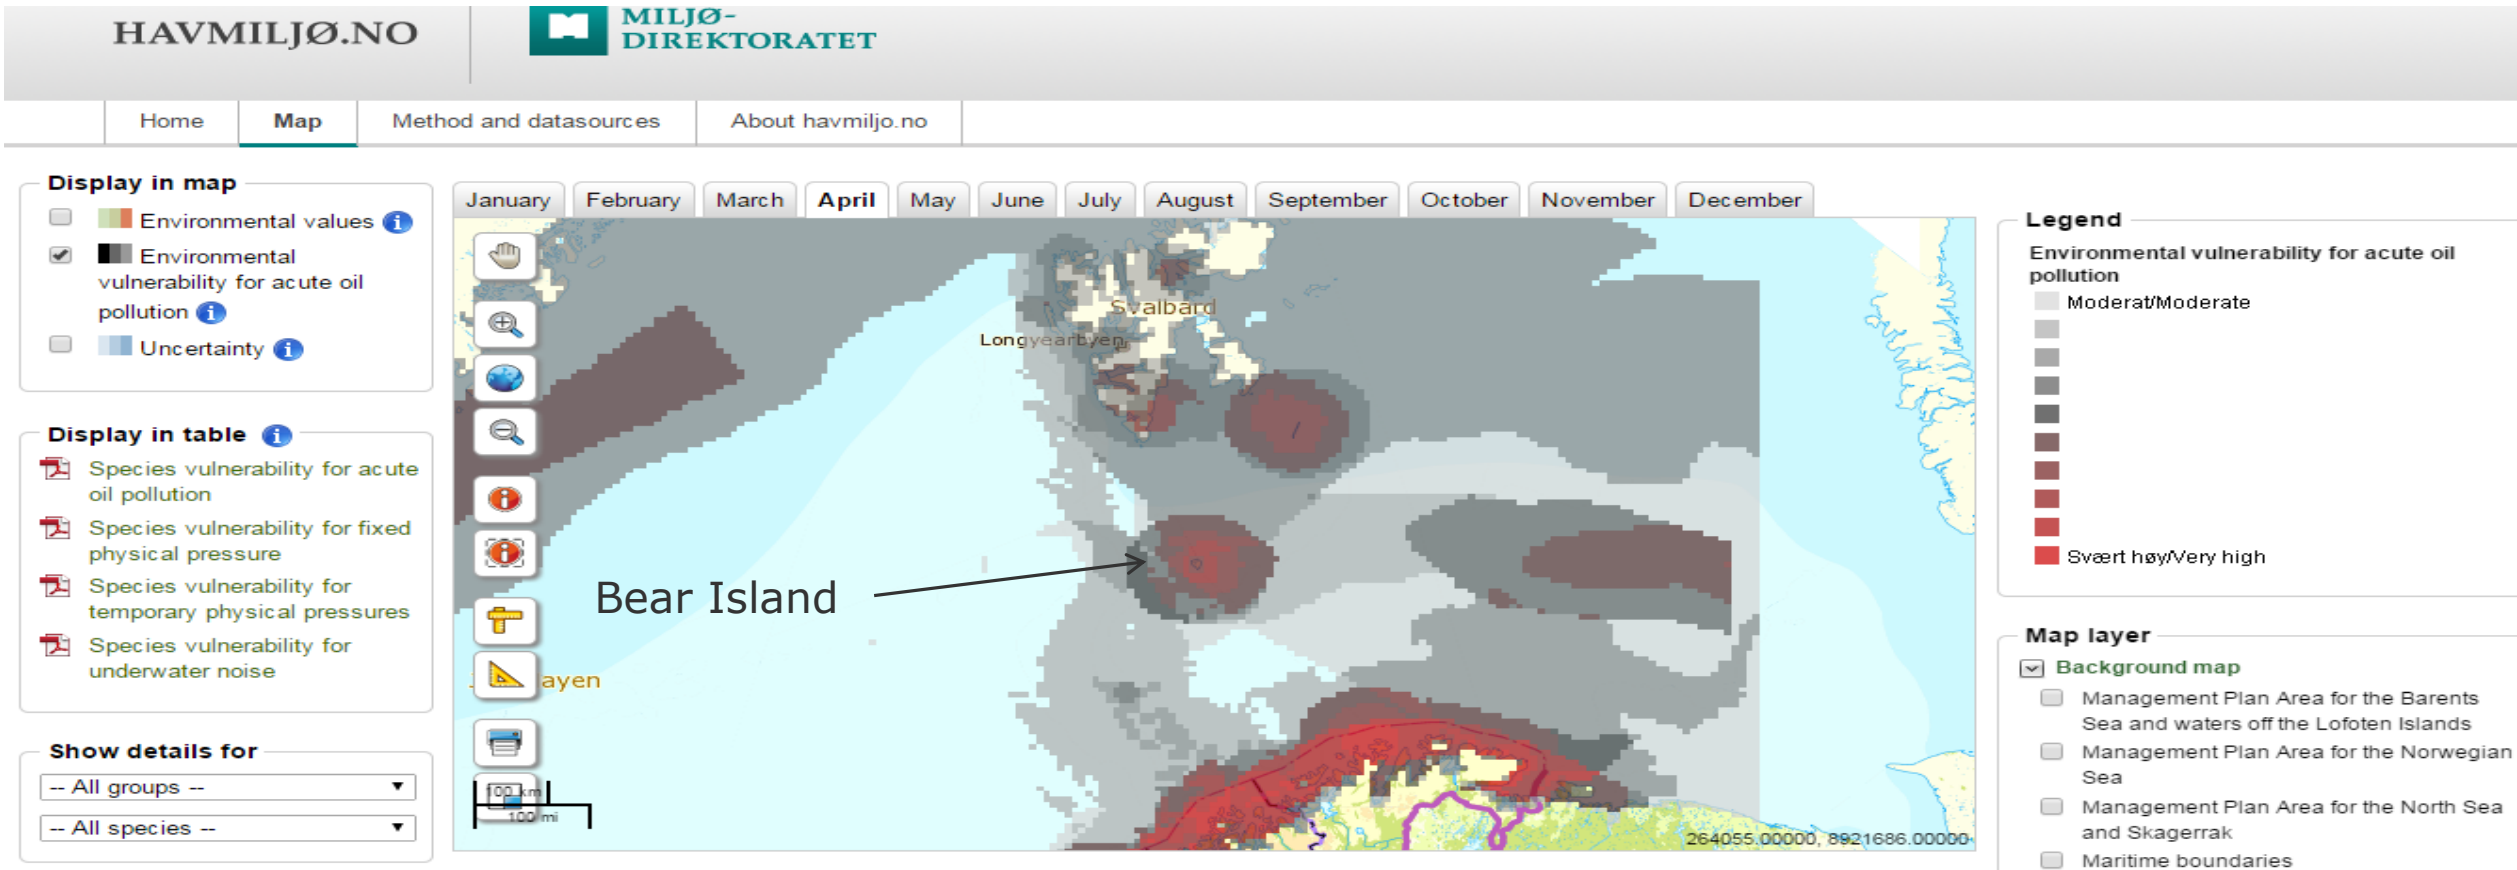 HAVMILJØ.NO
MILJØ-
DIREKTORATET
Home
Map
Method and datasources
About havmiljo.no
Display in map
Environmental values
Environmental
vulnerability for acute oil
pollution
Uncertainty
Display in table
Species vulnerability for acute
oil pollution
Species vulnerability for fixed
physical pressure
Species vulnerability for
temporary physical pressures
Species vulnerability for
underwater noise
Show details for
-- All groups --
-- All species --
January
February
March
April
May
June
July
August
September
October
November
December
Svalbard
Longyearbyen
Bear Island
ayen
100 km
100 mi
264055.00000, 8921686.00000
Legend
Environmental vulnerability for acute oil
pollution
Moderat/Moderate
Svært høy/Very high
Map layer
Background map
Management Plan Area for the Barents
Sea and waters off the Lofoten Islands
Management Plan Area for the Norwegian
Sea
Management Plan Area for the North Sea
and Skagerrak
Maritime boundaries